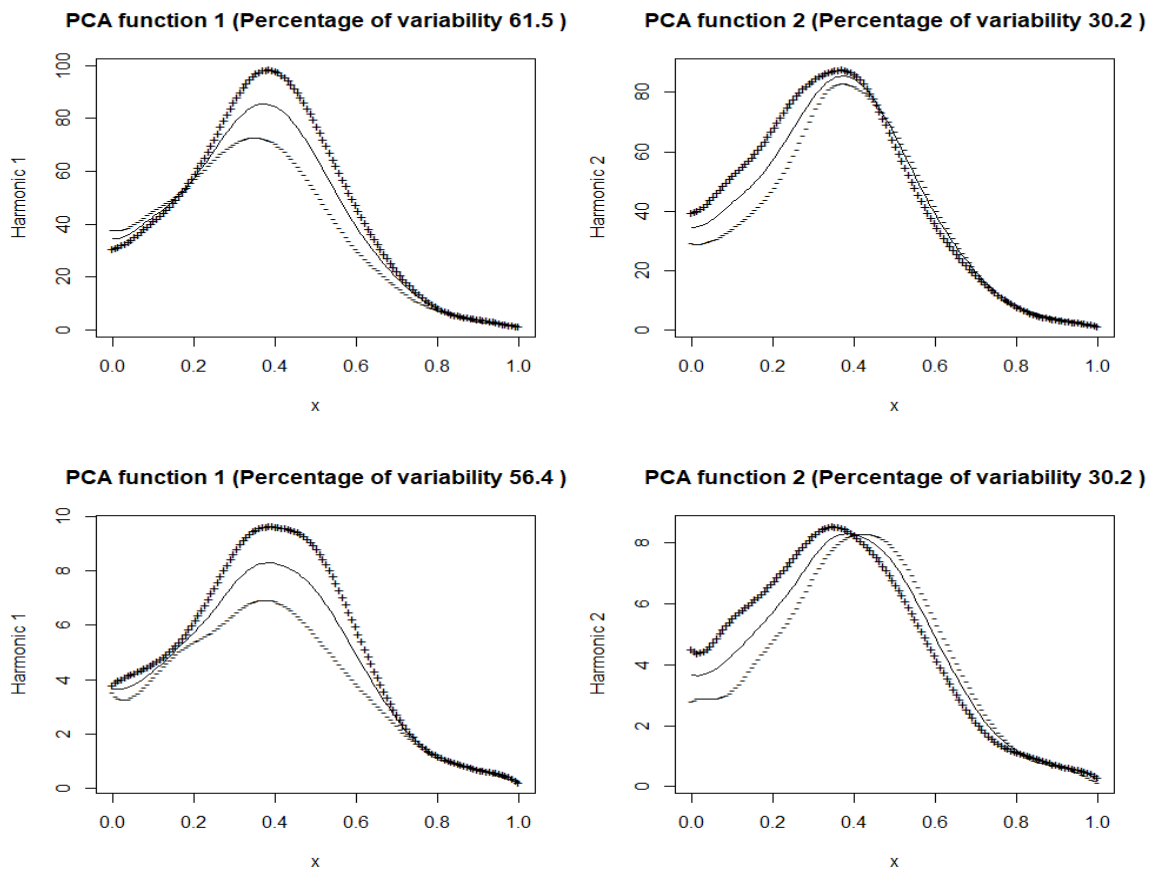 PCA function 1 (Percentage of variability 61.5 )
Harmonic 1
100
80
60
40
20
0
0.0 0.2 0.4 0.6 0.8 1.0
x
PCA function 2 (Percentage of variability 30.2 )
Harmonic 2
80
60
40
20
0
0.0 0.2 0.4 0.6 0.8 1.0
x
PCA function 1 (Percentage of variability 56.4 )
Harmonic 1
10
8
6
4
2
0
0.0 0.2 0.4 0.6 0.8 1.0
x
PCA function 2 (Percentage of variability 30.2 )
Harmonic 2
8
6
4
2
0
0.0 0.2 0.4 0.6 0.8 1.0
x